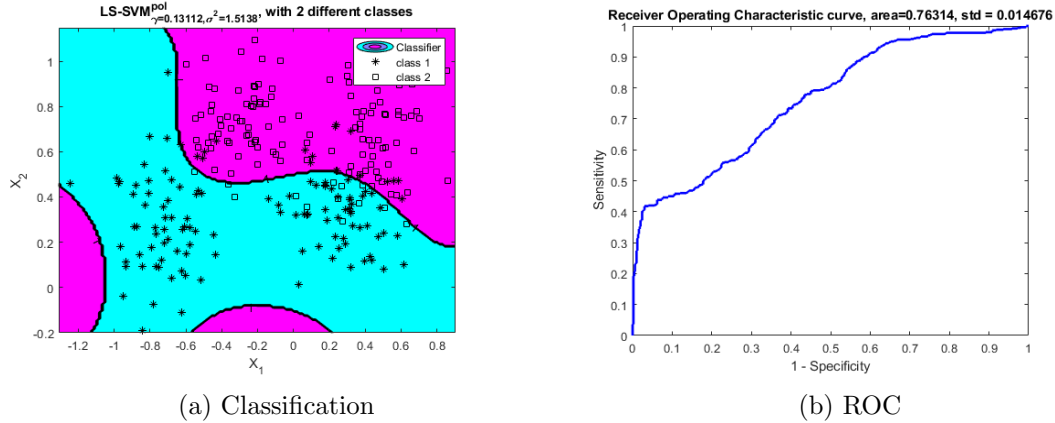 LS-SVM^pol_γ=0.13112,σ²=1.5138, with 2 different classes
Classifier
class 1
class 2
X_2
1
0.8
0.6
0.4
0.2
0
-0.2
-1.2 -1 -0.8 -0.6 -0.4 -0.2 0 0.2 0.4 0.6 0.8
X_1
(a) Classification
Receiver Operating Characteristic curve, area=0.76314, std = 0.014676
Sensitivity
1
0.9
0.8
0.7
0.6
0.5
0.4
0.3
0.2
0.1
0
0 0.1 0.2 0.3 0.4 0.5 0.6 0.7 0.8 0.9 1
1 - Specificity
(b) ROC